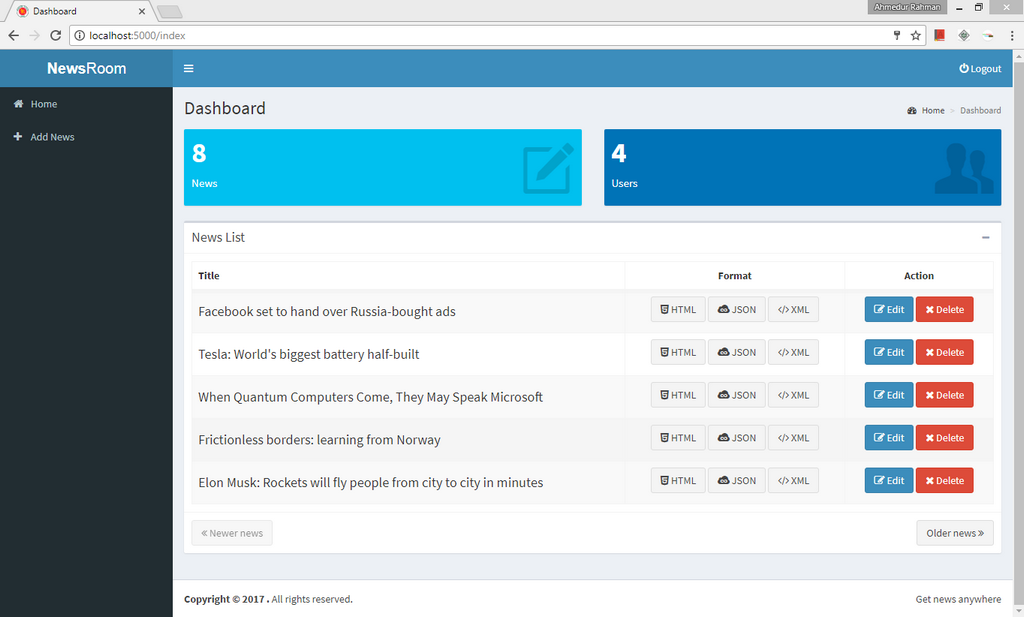 Dashboard
Ahmedur Rahman
localhost:5000/index
NewsRoom
Logout
Home
Add News
Dashboard
Home > Dashboard
8
News
4
Users
News List
Title Format Action
Facebook set to hand over Russia-bought ads HTML JSON </> XML Edit Delete
Tesla: World's biggest battery half-built HTML JSON </> XML Edit Delete
When Quantum Computers Come, They May Speak Microsoft HTML JSON </> XML Edit Delete
Frictionless borders: learning from Norway HTML JSON </> XML Edit Delete
Elon Musk: Rockets will fly people from city to city in minutes HTML JSON </> XML Edit Delete
« Newer news Older news »
Copyright © 2017 . All rights reserved. Get news anywhere